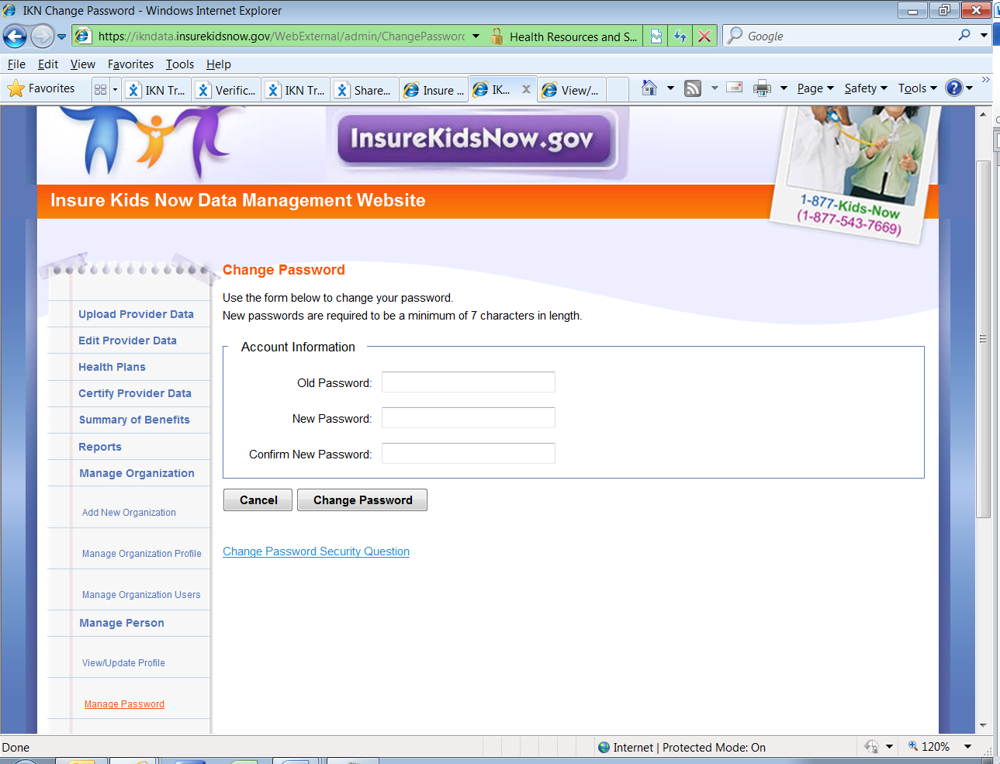 IKN Change Password - Windows Internet Explorer
https://ikndata.insurekidsnow.gov/WebExternal/admin/ChangePassword
Health Resources and S...
Google
File Edit View Favorites Tools Help
Favorites
IKN Tr...
Verific...
IKN Tr...
Share...
Insure ...
IK...
View/...
Page
Safety
Tools
InsureKidsNow.gov
Insure Kids Now Data Management Website
1-877-Kids-Now
(1-877-543-7669)
Upload Provider Data
Edit Provider Data
Health Plans
Certify Provider Data
Summary of Benefits
Reports
Manage Organization
Add New Organization
Manage Organization Profile
Manage Organization Users
Manage Person
View/Update Profile
Manage Password
Change Password
Use the form below to change your password.
New passwords are required to be a minimum of 7 characters in length.
Account Information
Old Password:
New Password:
Confirm New Password:
Cancel
Change Password
Change Password Security Question
Done
Internet | Protected Mode: On
120%